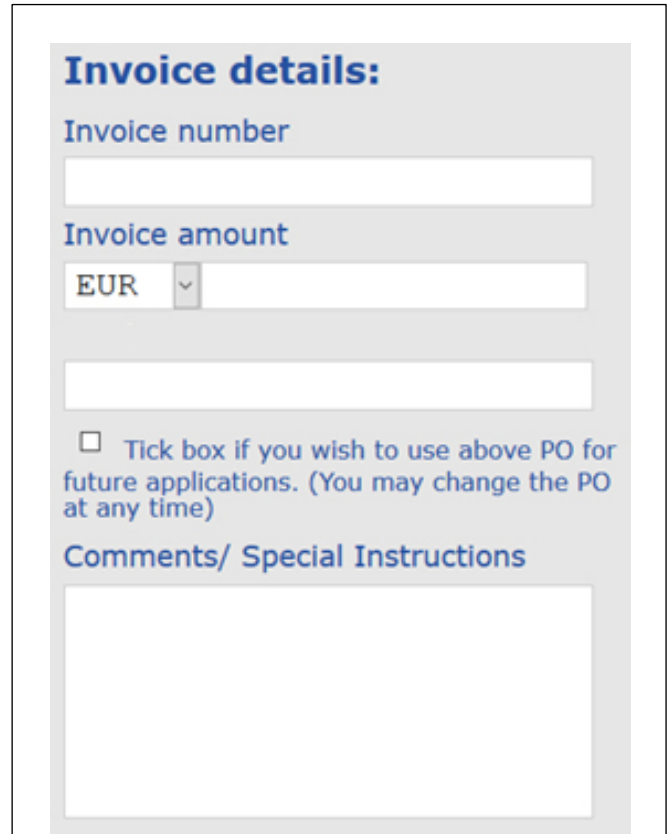 Invoice details:
Invoice number
Invoice amount
EUR
Tick box if you wish to use above PO for
future applications. (You may change the PO
at any time)
Comments/ Special Instructions